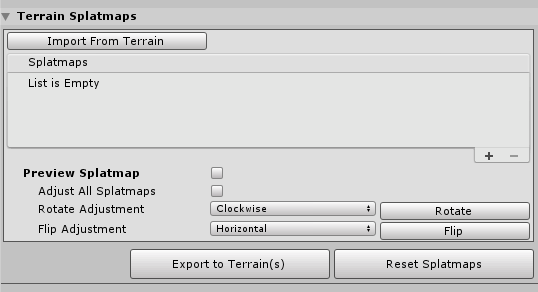 Terrain Splatmaps
Import From Terrain
Splatmaps
List is Empty
+ −
Preview Splatmap
Adjust All Splatmaps
Rotate Adjustment Clockwise Rotate
Flip Adjustment Horizontal Flip
Export to Terrain(s) Reset Splatmaps